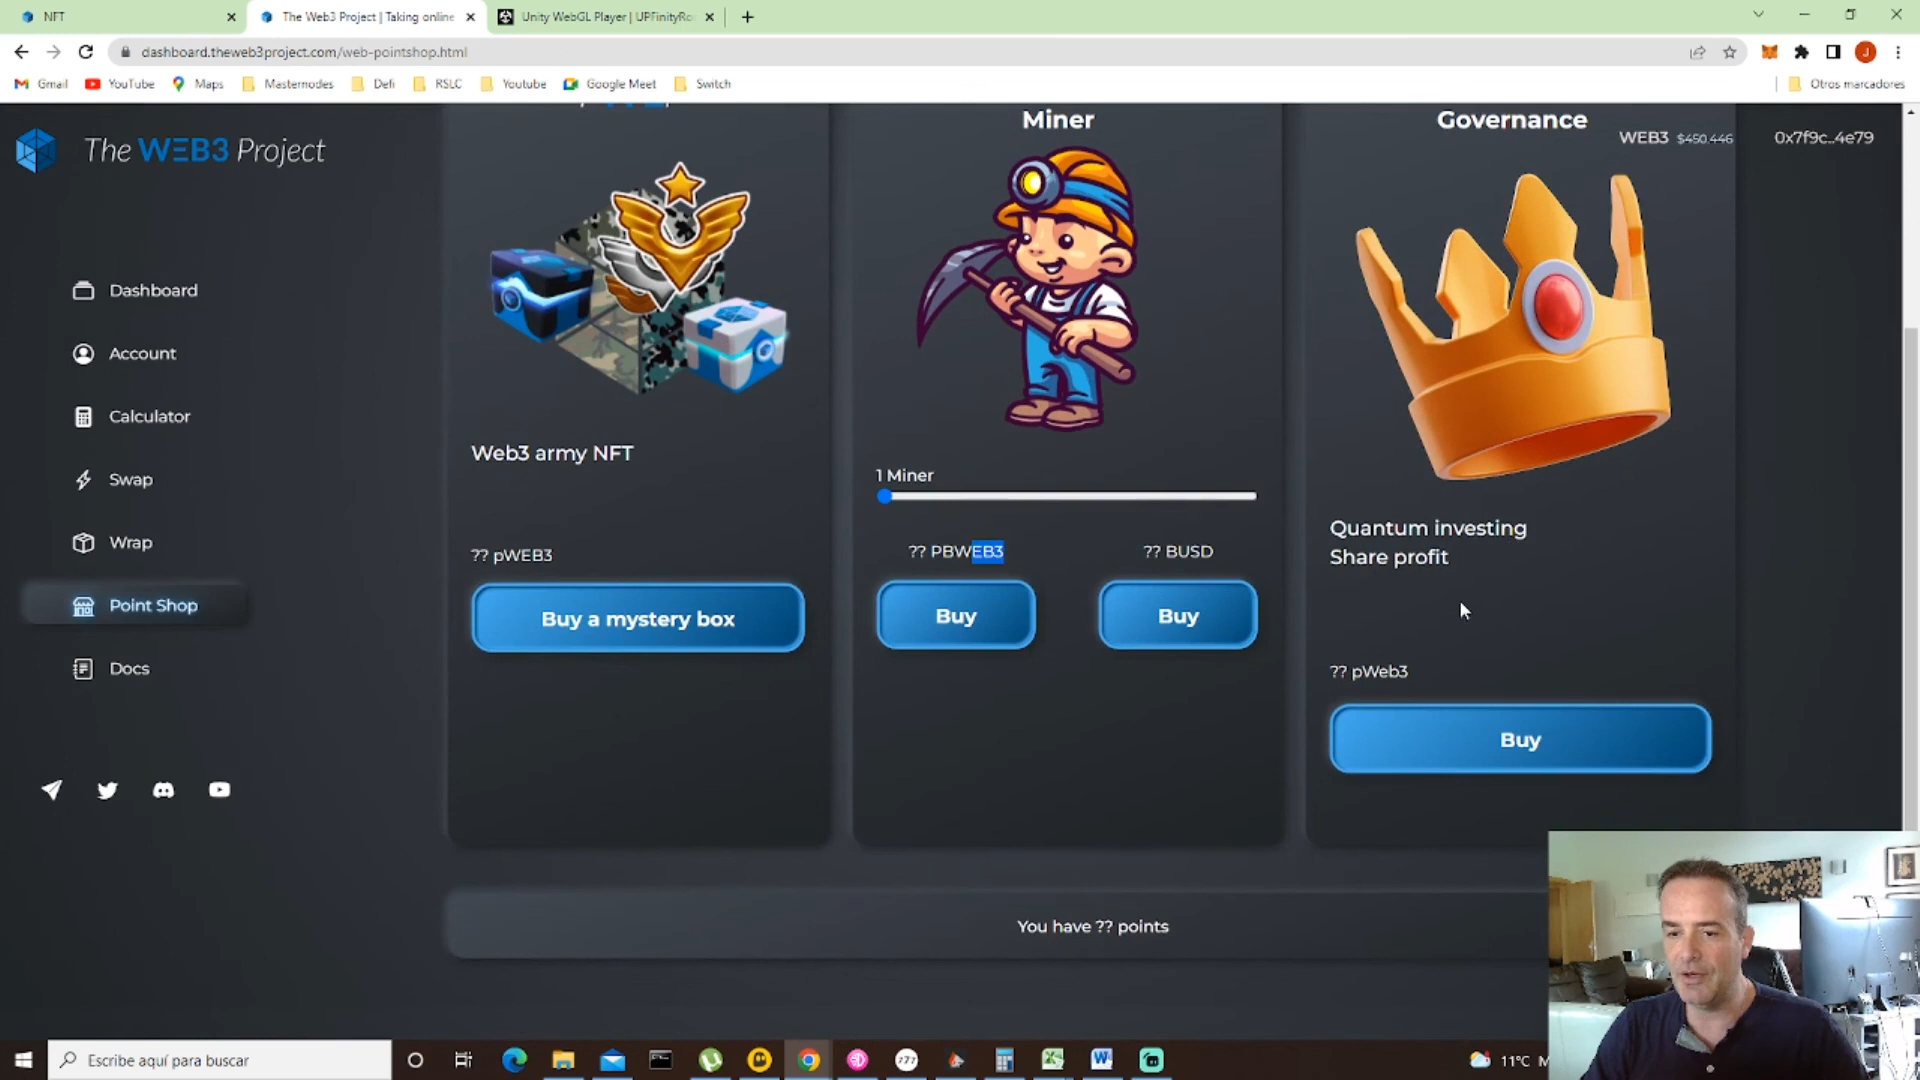 NFT
The Web3 Project | Taking online
Unity WebGL Player | UPFinityRo
dashboard.theweb3project.com/web-pointshop.html
J
Gmail
YouTube
Maps
Masternodes
Defi
RSLC
Youtube
Google Meet
Switch
Otros marcadores
The WEB3 Project
WEB3 $450.446
0x7f9c..4e79
Dashboard
Account
Calculator
Swap
Wrap
Point Shop
Docs
Web3 army NFT
?? pWEB3
Buy a mystery box
Miner
1 Miner
?? PBWEB3
?? BUSD
Buy
Buy
Governance
Quantum investing
Share profit
?? pWeb3
Buy
You have ?? points
Escribe aquí para buscar
777
11°C